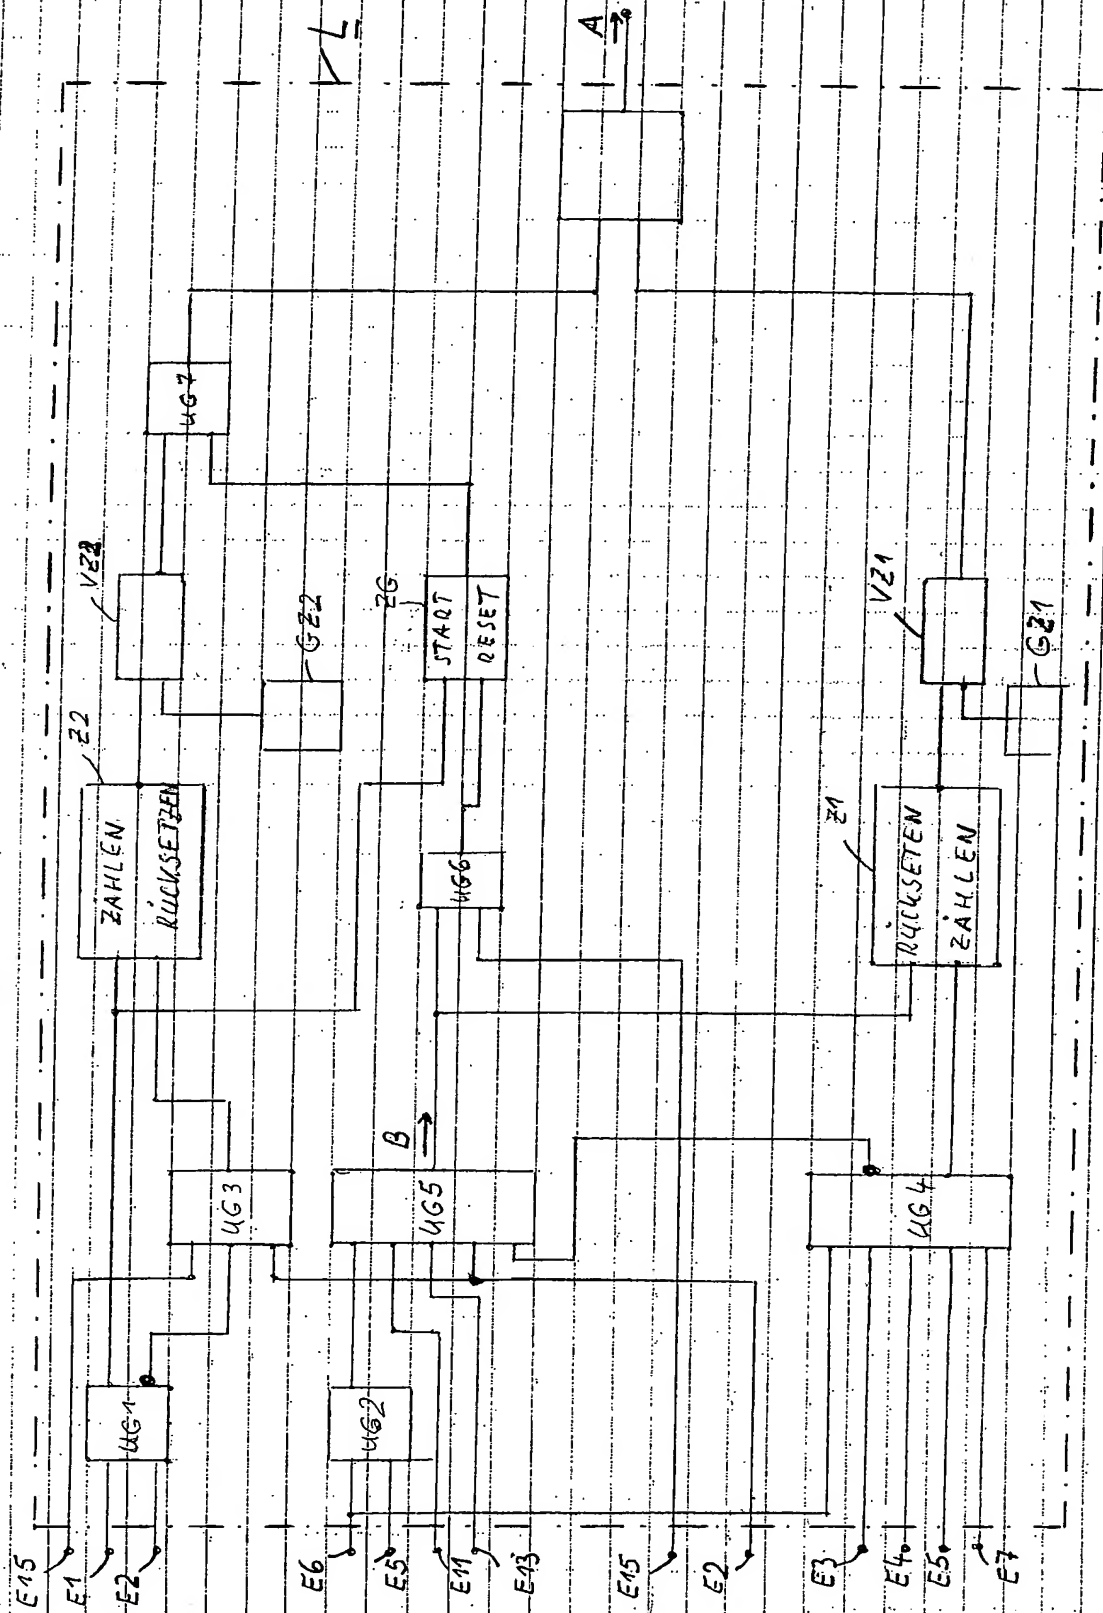 L
A
UG7
VZ2
GZ2
ZG
START
RESET
VZ1
GZ1
Z2
ZÄHLEN
RÜCKSETZEN
UG6
Z1
RÜCKSETEN
ZÄHLEN
B
UG3
UG5
UG4
UG1
UG2
E15
E1
E2
E6
E5
E11
E13
E15
E2
E3
E4
E5
E7